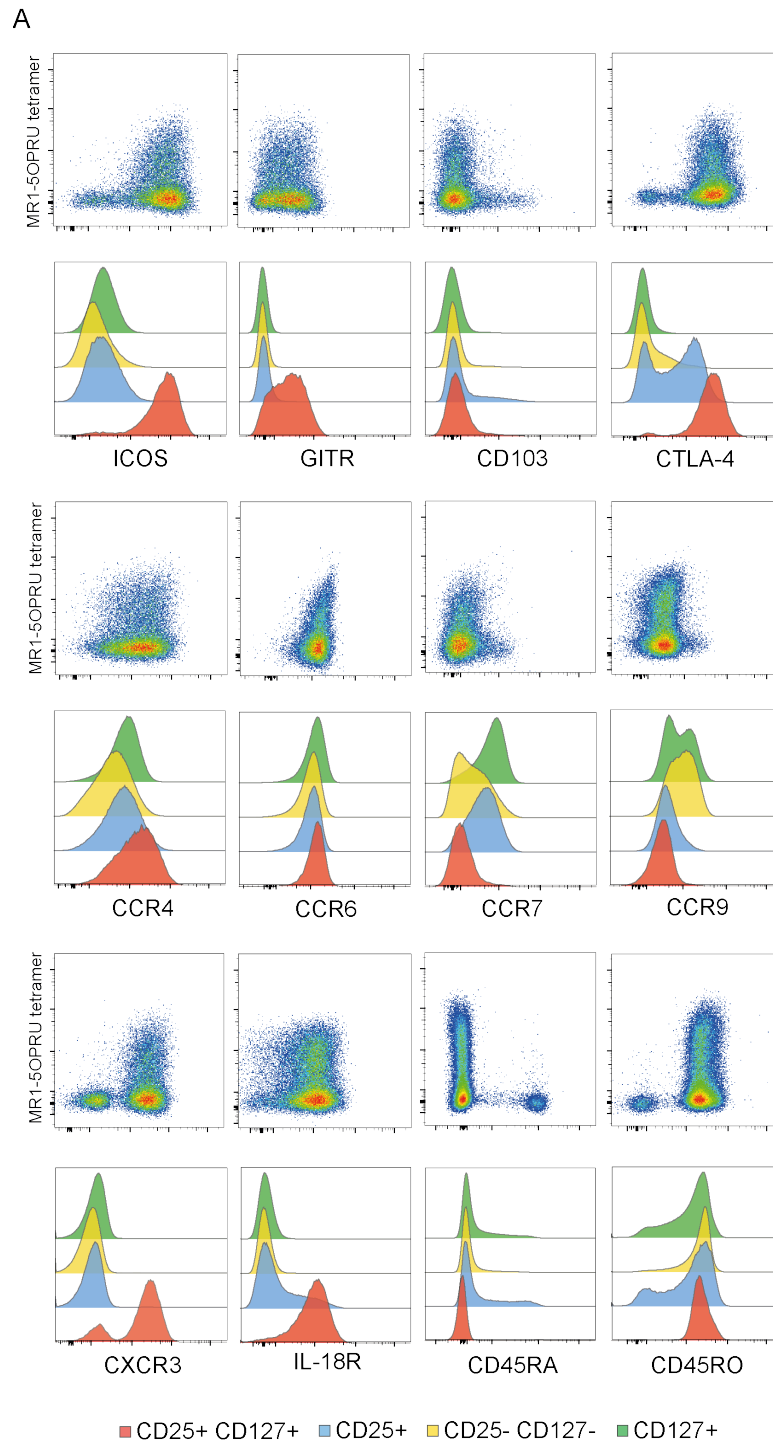 A
MR1-5OPRU tetramer
ICOS GITR CD103 CTLA-4
MR1-5OPRU tetramer
CCR4 CCR6 CCR7 CCR9
MR1-5OPRU tetramer
CXCR3 IL-18R CD45RA CD45RO
CD25+ CD127+ CD25+ CD25- CD127- CD127+